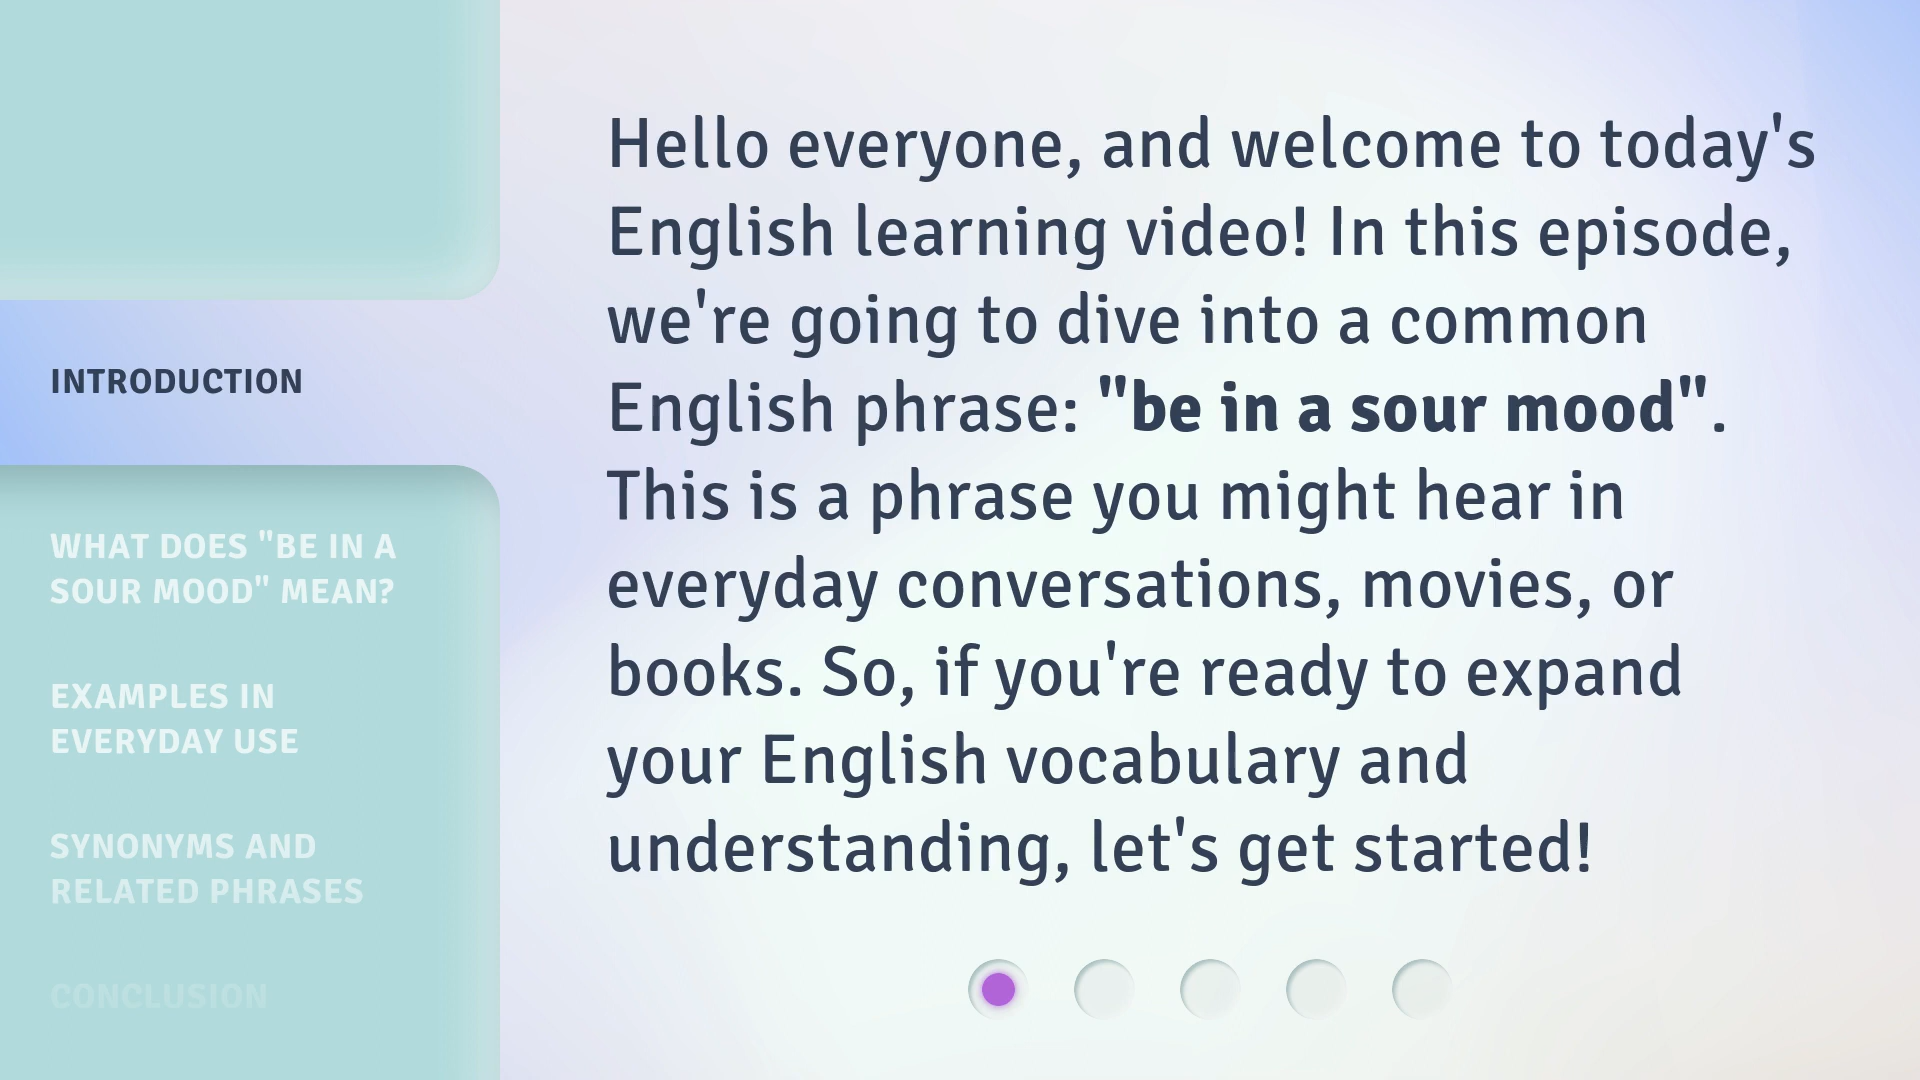 INTRODUCTION
WHAT DOES "BE IN A
SOUR MOOD" MEAN?
EXAMPLES IN
EVERYDAY USE
SYNONYMS AND
RELATED PHRASES
CONCLUSION
Hello everyone, and welcome to today's
English learning video! In this episode,
we're going to dive into a common
English phrase: "be in a sour mood".
This is a phrase you might hear in
everyday conversations, movies, or
books. So, if you're ready to expand
your English vocabulary and
understanding, let's get started!